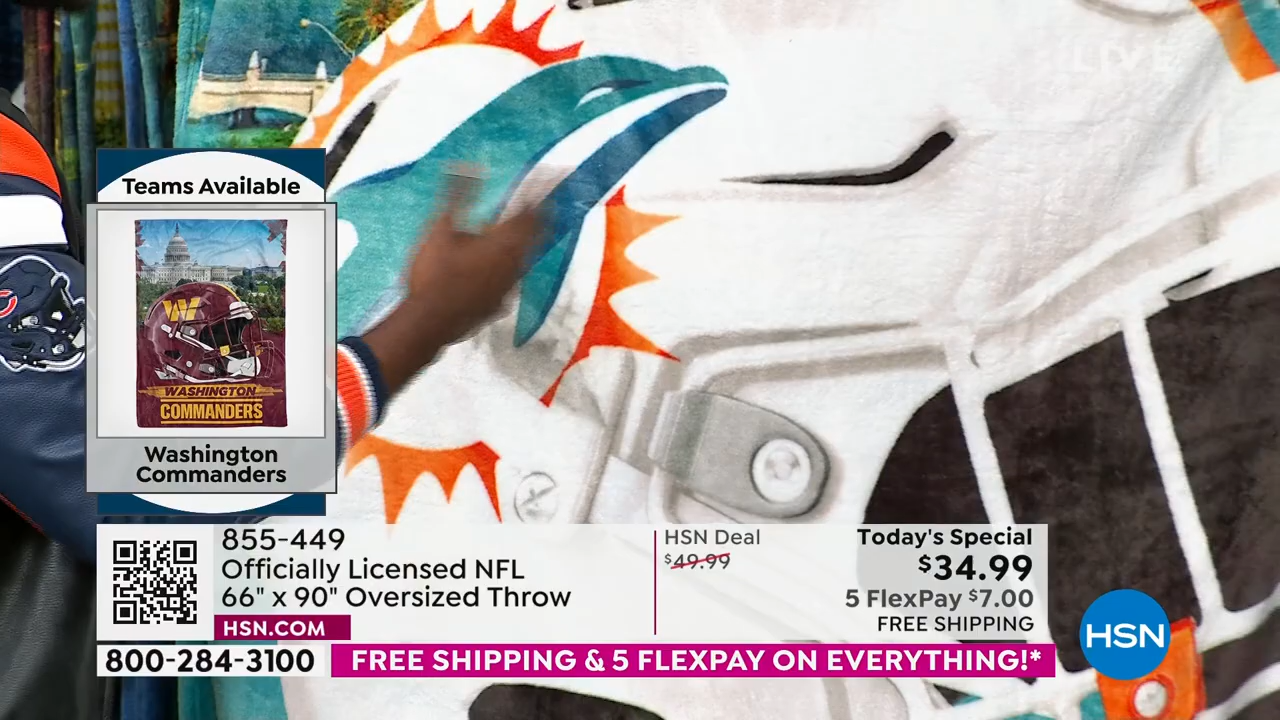 LIVE
Teams Available
W
WASHINGTON
COMMANDERS
Washington
Commanders
855-449
Officially Licensed NFL
66" x 90" Oversized Throw
HSN.COM
HSN Deal
$49.99
Today's Special
$34.99
5 FlexPay $7.00
FREE SHIPPING
HSN
800-284-3100
FREE SHIPPING & 5 FLEXPAY ON EVERYTHING!*